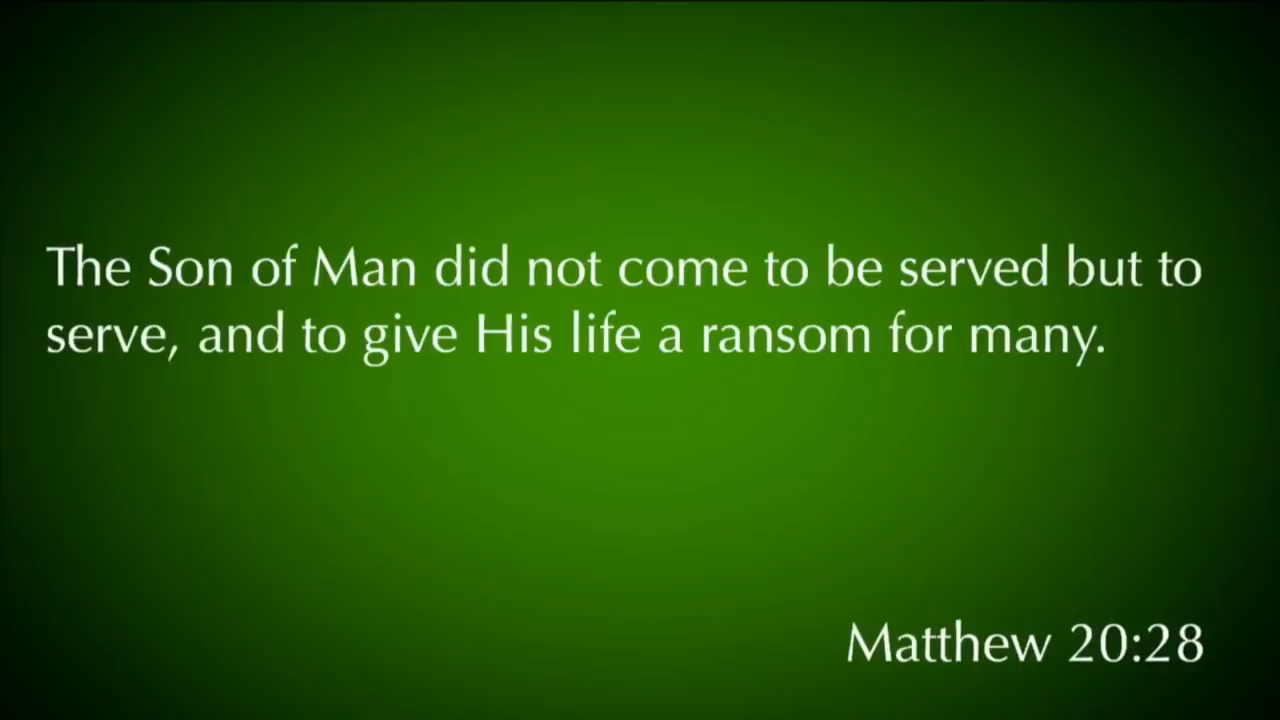 The Son of Man did not come to be served but to
serve, and to give His life a ransom for many.
Matthew 20:28